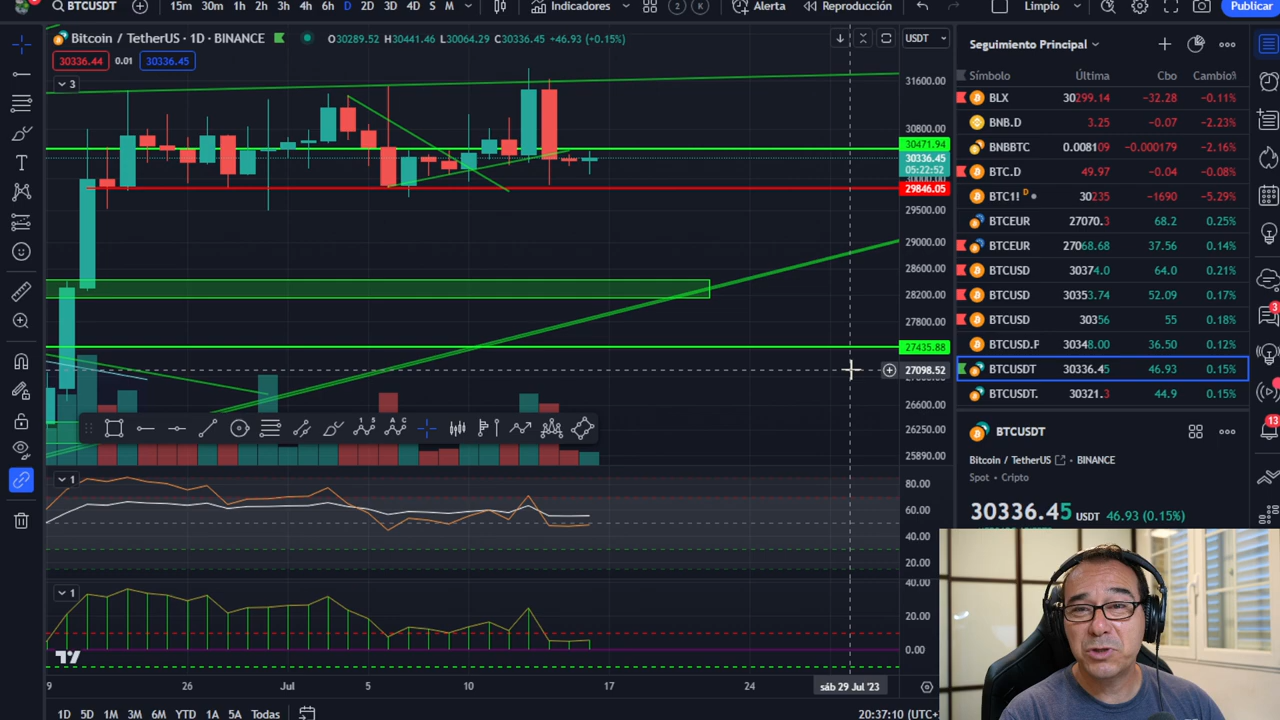 BTCUSDT 15m 30m 1h 2h 3h 4h 6h D 2D 3D 4D S M Indicadores 2 K Alerta Reproducción Limpio Publicar
Bitcoin / TetherUS · 1D · BINANCE O30289.52 H30441.46 L30064.29 C30336.45 +46.93 (+0.15%) USDT
30336.44 0.01 30336.45
3
31600.00
30800.00
30471.94
30336.45
05:22:52
29846.05
29500.00
29000.00
28600.00
28200.00
27800.00
27435.88
27098.52
26600.00
26250.00
25890.00
1
80.00
60.00
40.00
20.00
1
40.00
20.00
0.00
9 26 Jul 5 10 17 24 sáb 29 Jul '23
1D 5D 1M 3M 6M YTD 1A 5A Todas 20:37:10 (UTC+
Seguimiento Principal
Símbolo Última Cbo Cambio%
BLX 30299.14 −32.28 −0.11%
BNB.D 3.25 −0.07 −2.23%
BNBBTC 0.008109 −0.000179 −2.16%
BTC.D 49.97 −0.04 −0.08%
BTC1! D 30235 −1690 −5.29%
BTCEUR 27070.3 68.2 0.25%
BTCEUR 27068.68 37.56 0.14%
BTCUSD 30374.0 64.0 0.21%
BTCUSD 30353.74 52.09 0.17%
BTCUSD 30356 55 0.18%
BTCUSD.F 30348.00 36.50 0.12%
BTCUSDT 30336.45 46.93 0.15%
BTCUSDT. 30321.3 44.9 0.15%
BTCUSDT
Bitcoin / TetherUS · BINANCE
Spot • Cripto
30336.45 USDT 46.93 (0.15%)
3
13